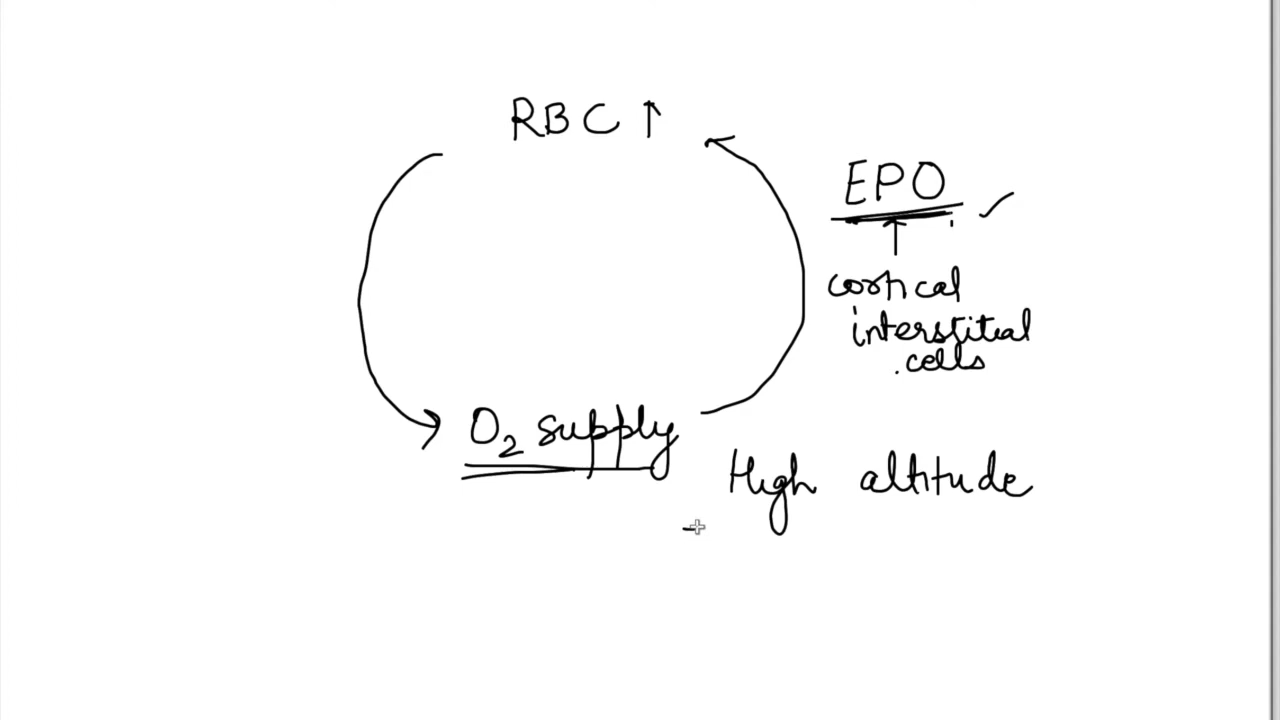 RBC ↑
EPO ✓
↑
cortical
interstitial
cells
O₂ supply
High altitude